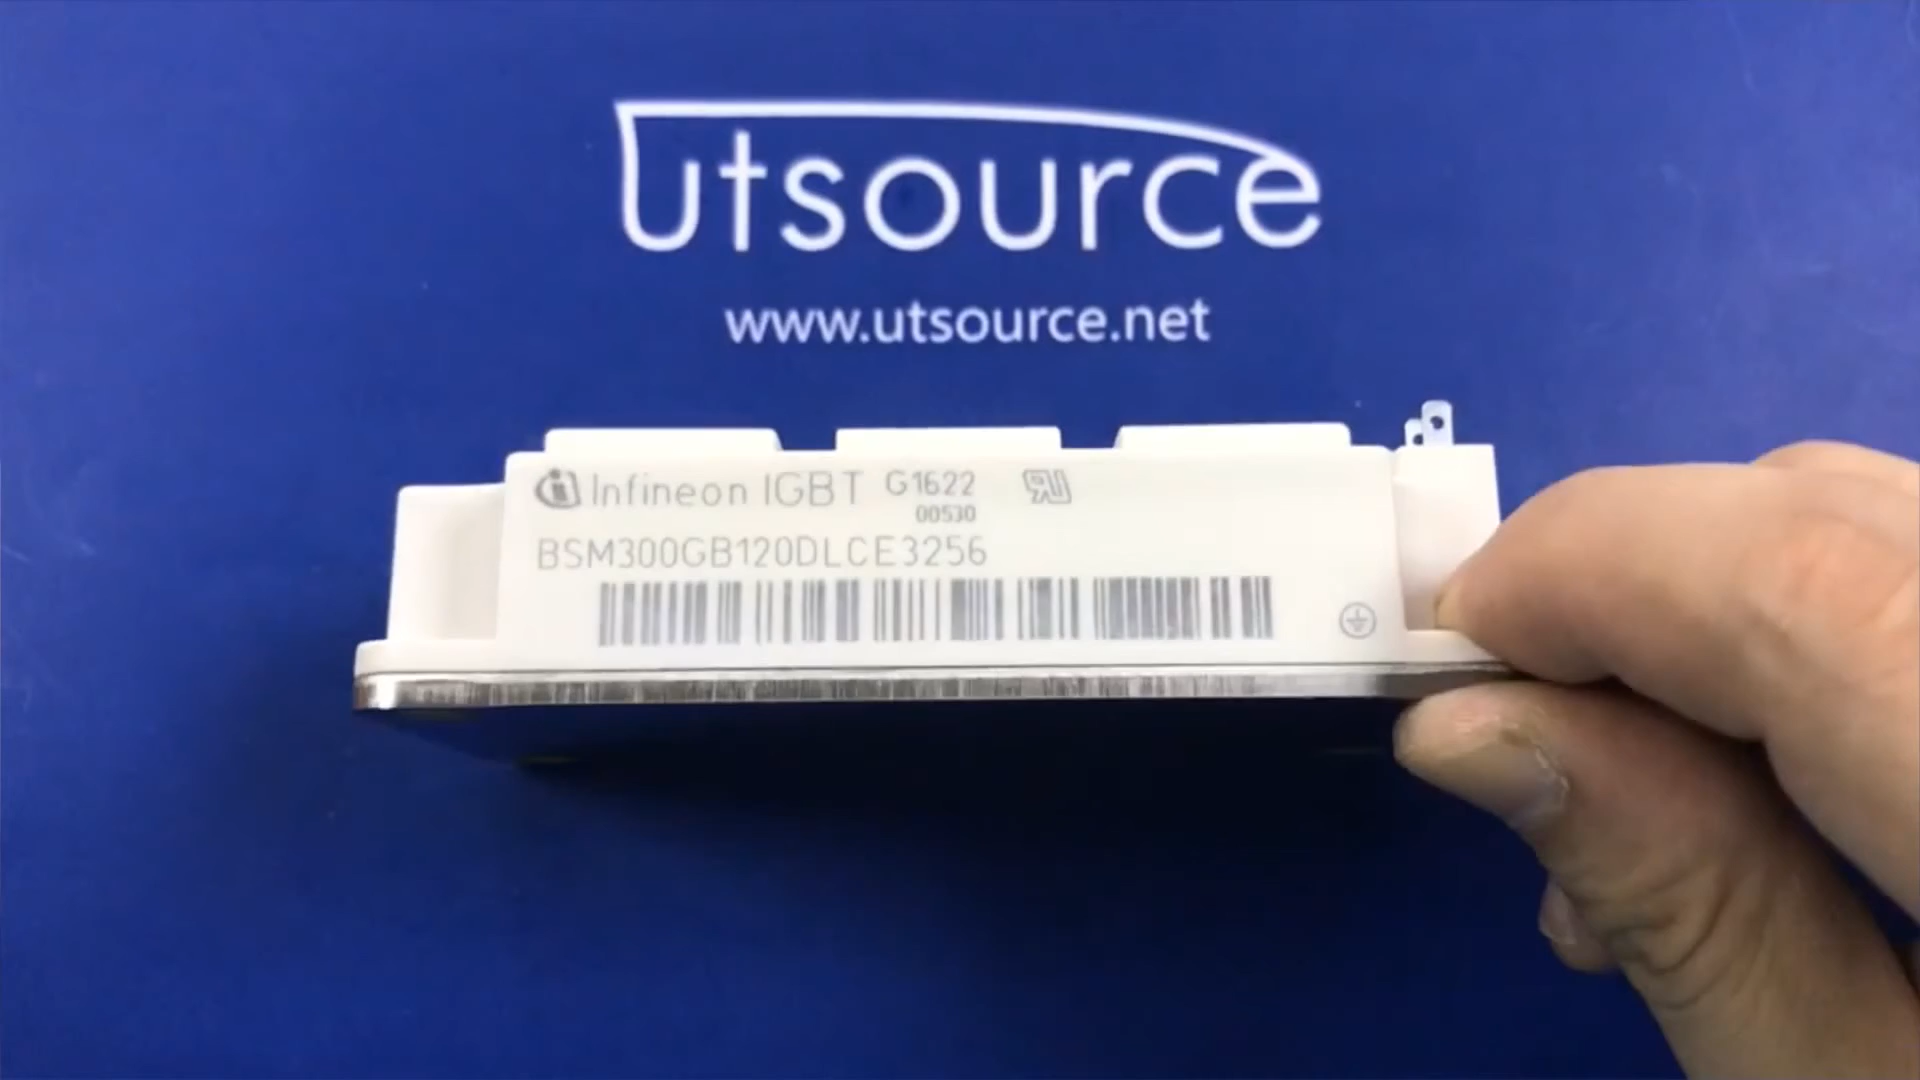 utsource
www.utsource.net
Infineon IGBT G1622
00530
BSM300GB120DLCE3256